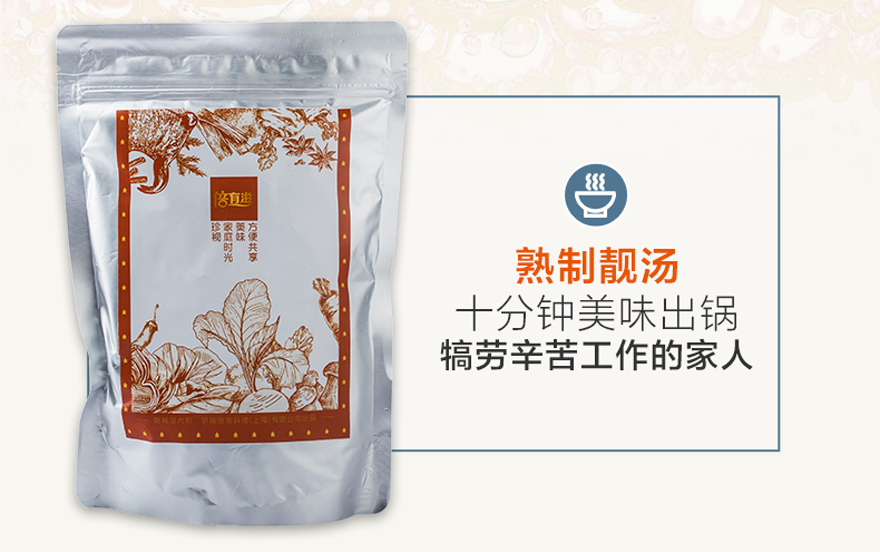 方便共享
美味
家庭时光
珍视
熟制靓汤
十分钟美味出锅
犒劳辛苦工作的家人